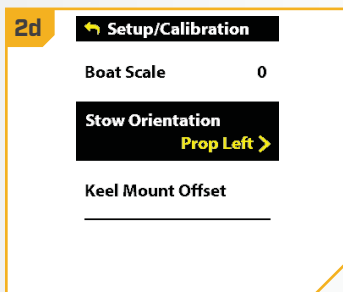 2d
Setup/Calibration
Boat Scale 0
Stow Orientation
Prop Left >
Keel Mount Offset